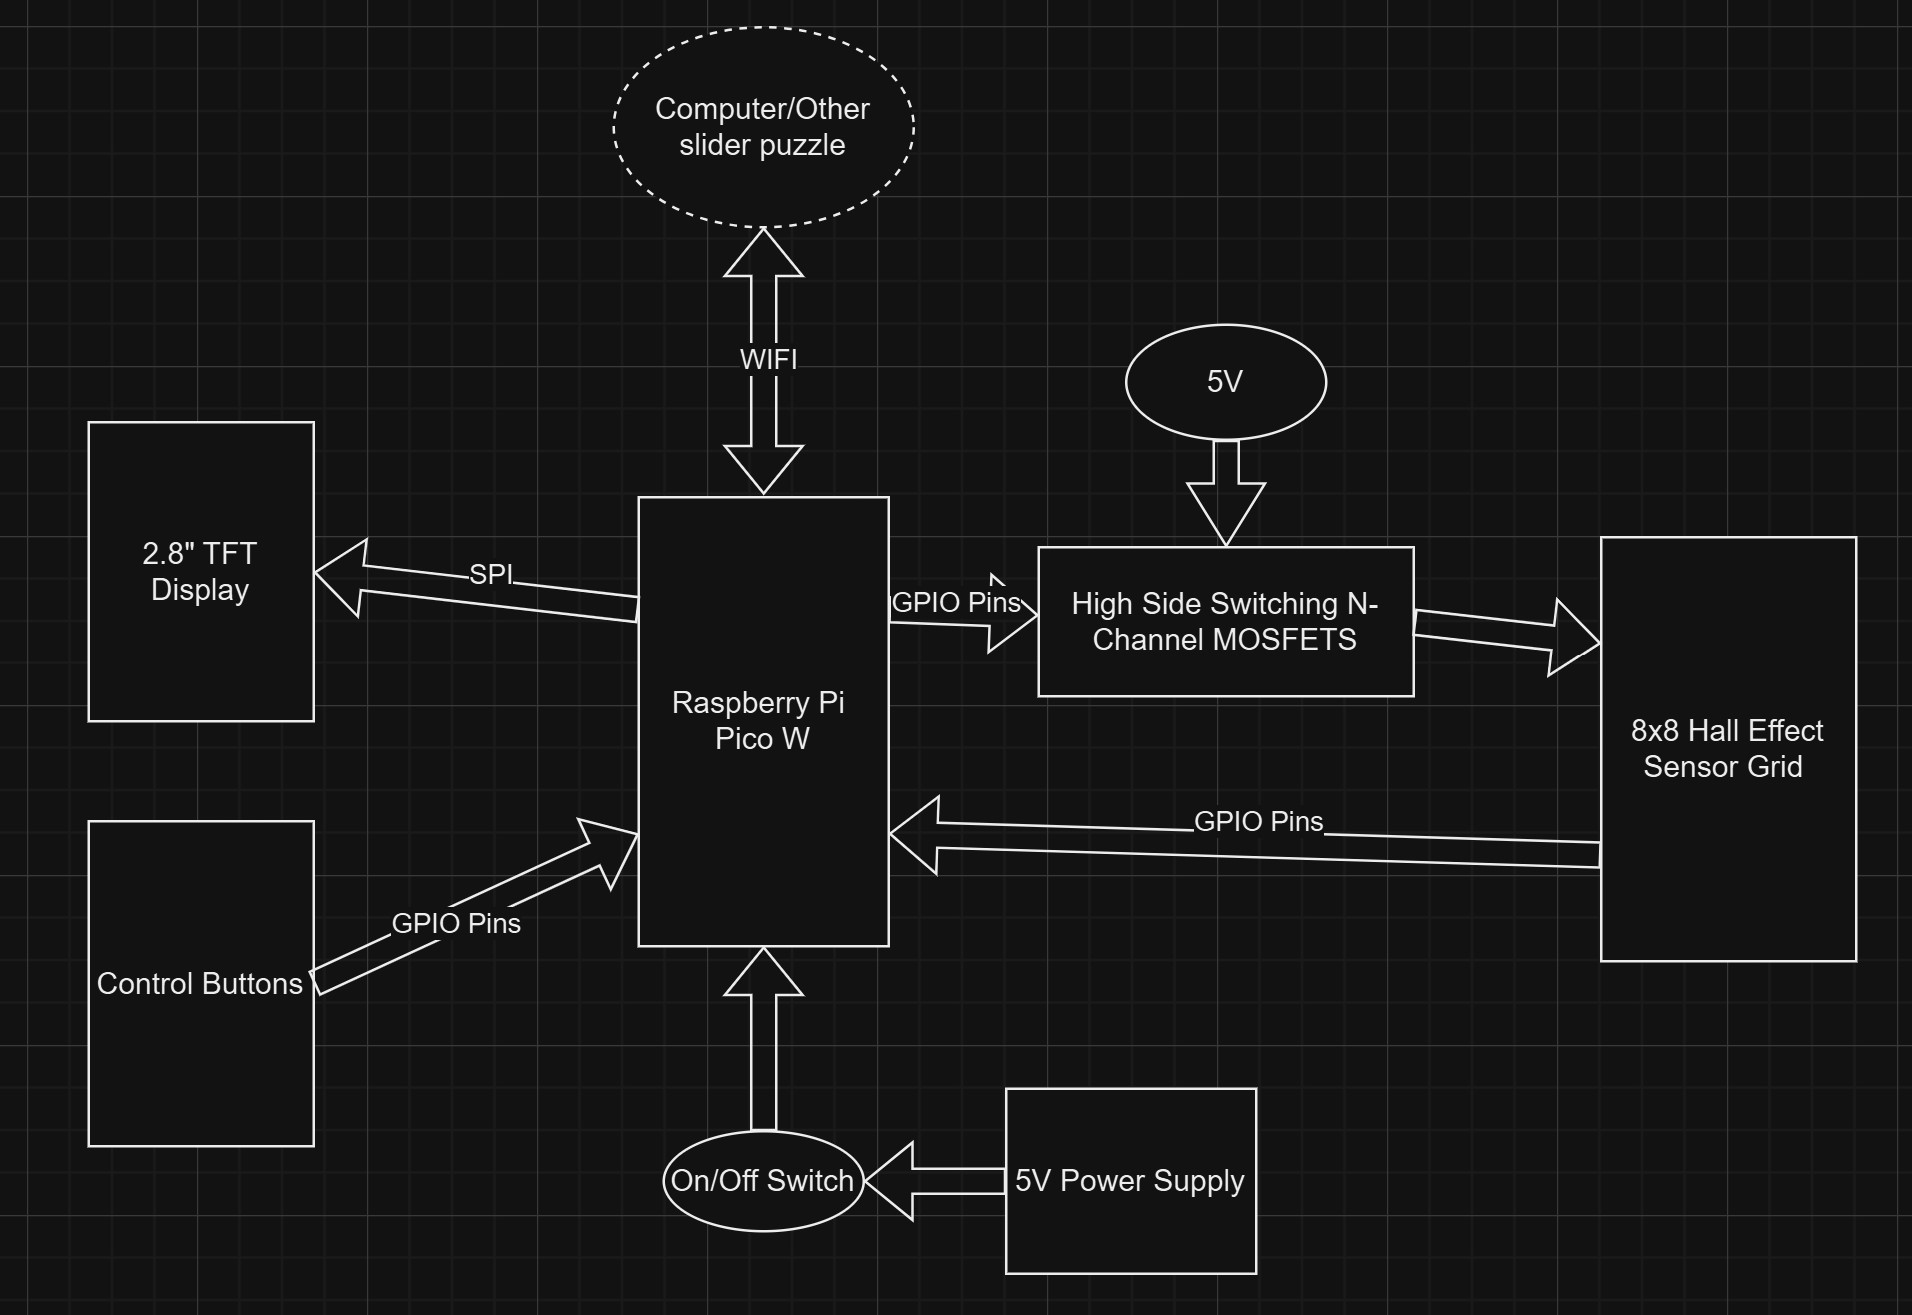 Computer/Other
slider puzzle
WIFI
5V
2.8" TFT
Display
SPI
GPIO Pins
High Side Switching N-
Channel MOSFETS
Raspberry Pi
Pico W
8x8 Hall Effect
Sensor Grid
GPIO Pins
GPIO Pins
Control Buttons
On/Off Switch
5V Power Supply